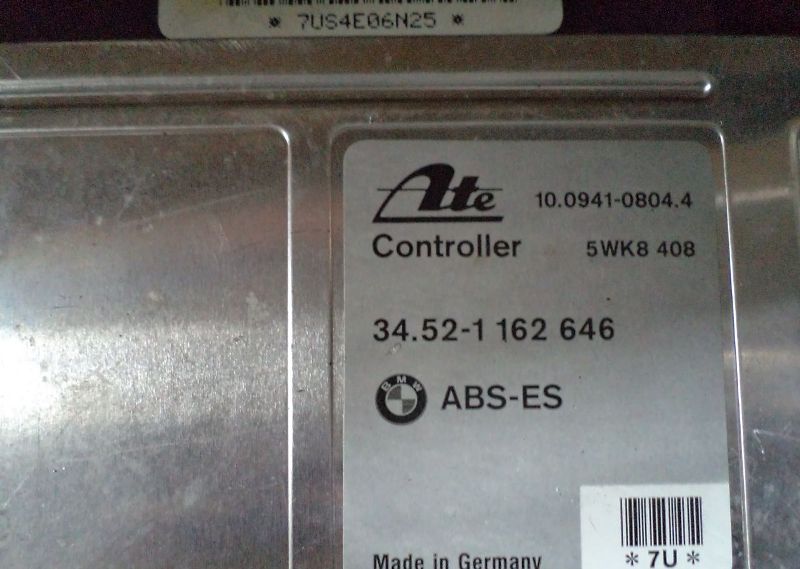 * 7US4E06N25 *
Ate 10.0941-0804.4
Controller 5WK8 408
34.52-1 162 646
BMW ABS-ES
* 7U *
Made in Germany